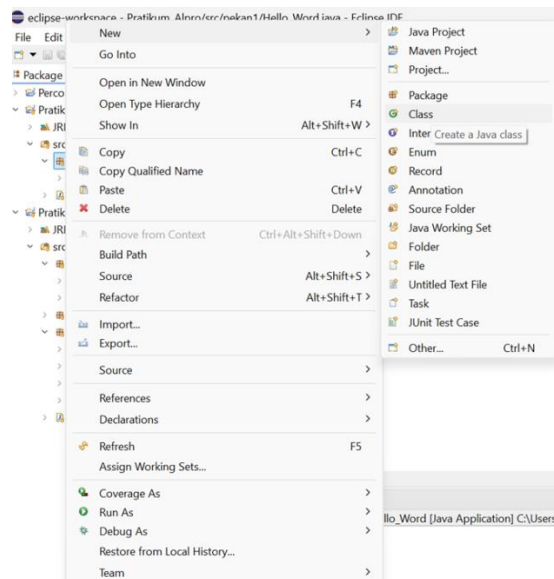 eclipse-workspace - Pratikum_Alpro/src/pekan1/Hello_Word.java - Eclipse IDE
File Edit
Package
Perco
Pratik
JRI
src
Pratik
JRI
src
New
Go Into
Open in New Window
Open Type Hierarchy F4
Show In Alt+Shift+W >
Copy Ctrl+C
Copy Qualified Name
Paste Ctrl+V
Delete Delete
Remove from Context Ctrl+Alt+Shift+Down
Build Path
Source Alt+Shift+S >
Refactor Alt+Shift+T >
Import...
Export...
Source
References
Declarations
Refresh F5
Assign Working Sets...
Coverage As
Run As
Debug As
Restore from Local History...
Team
Java Project
Maven Project
Project...
Package
Class
Inter
Create a Java class
Enum
Record
Annotation
Source Folder
Java Working Set
Folder
File
Untitled Text File
Task
JUnit Test Case
Other... Ctrl+N
llo_Word [Java Application] C:\Users